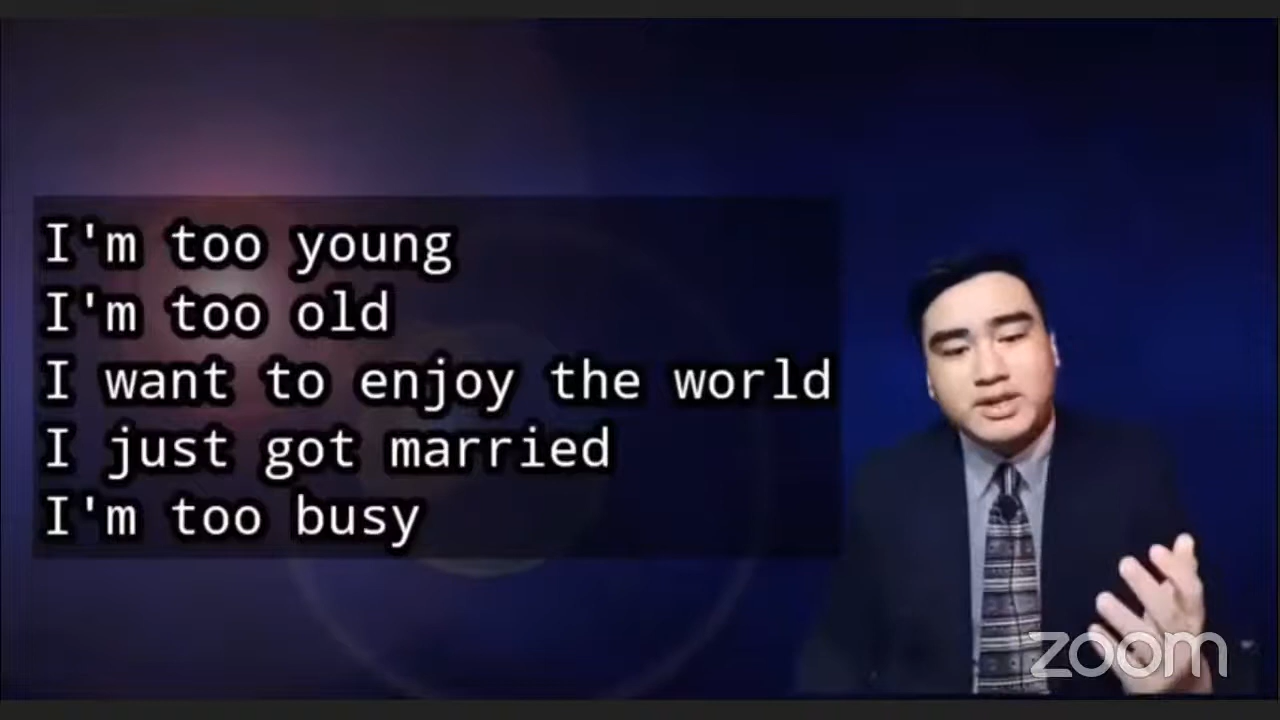 I'm too young
I'm too old
I want to enjoy the world
I just got married
I'm too busy
zoom